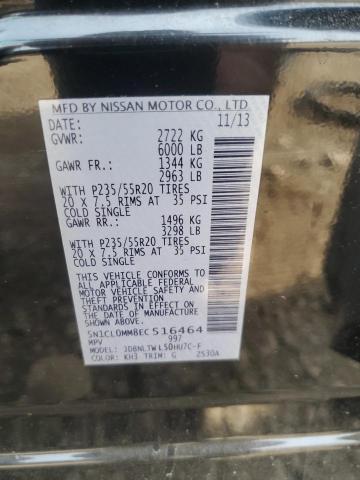 MFD BY NISSAN MOTOR CO., LTD
DATE: 11/13
GVWR: 2722 KG
6000 LB
GAWR FR.: 1344 KG
2963 LB
WITH P235/55R20 TIRES
20 x 7.5 RIMS AT 35 PSI
COLD SINGLE
GAWR RR.: 1496 KG
3298 LB
WITH P235/55R20 TIRES
20 x 7.5 RIMS AT 35 PSI
COLD SINGLE
THIS VEHICLE CONFORMS TO
ALL APPLICABLE FEDERAL
MOTOR VEHICLE SAFETY
AND THEFT PREVENTION
STANDARDS IN EFFECT ON
THE DATE OF MANUFACTURE
SHOWN ABOVE.
5N1CL0MM8EC516464
MPV 997
MODEL: JDBNLTWL50HU7C-F
COLOR: KH3 TRIM: G 2S30A